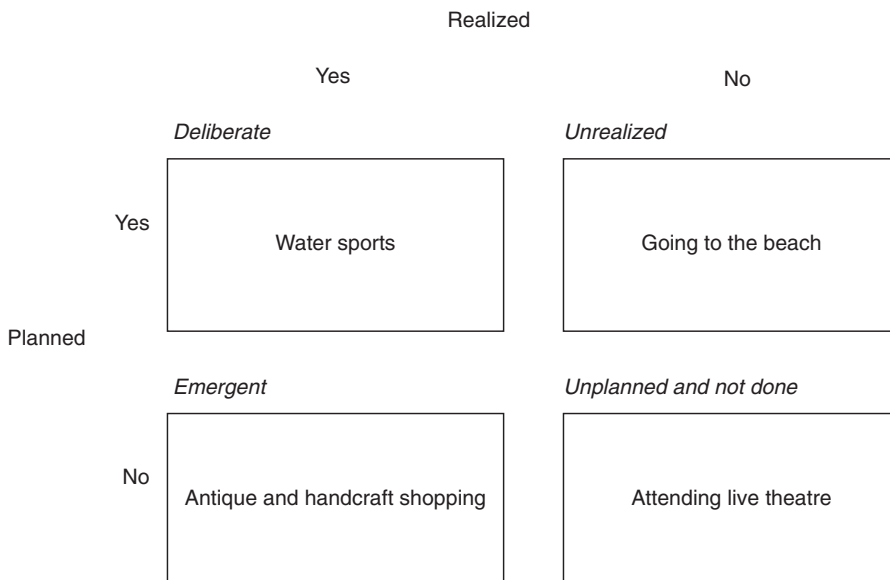 Realized
Yes
No
Deliberate
Unrealized
Yes
Water sports
Going to the beach
Planned
Emergent
Unplanned and not done
No
Antique and handcraft shopping
Attending live theatre